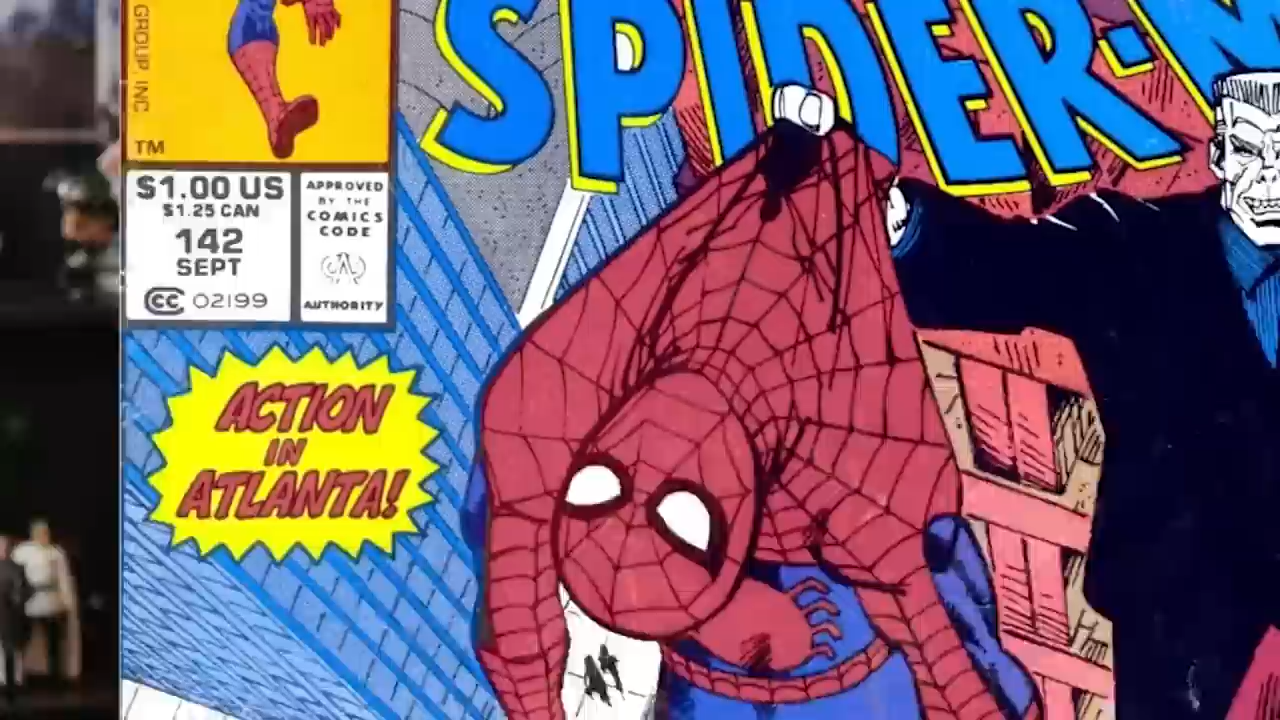 GROUP, INC.
TM
SPIDER-M
$1.00 US
$1.25 CAN
142
SEPT
CC 02199
APPROVED
BY THE
COMICS
CODE
AUTHORITY
ACTION
IN
ATLANTA!